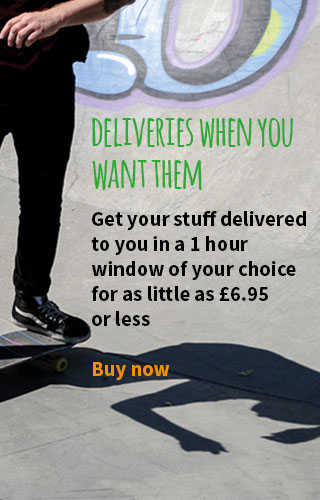 DELIVERIES WHEN YOU
WANT THEM
Get your stuff delivered
to you in a 1 hour
window of your choice
for as little as £6.95
or less
Buy now